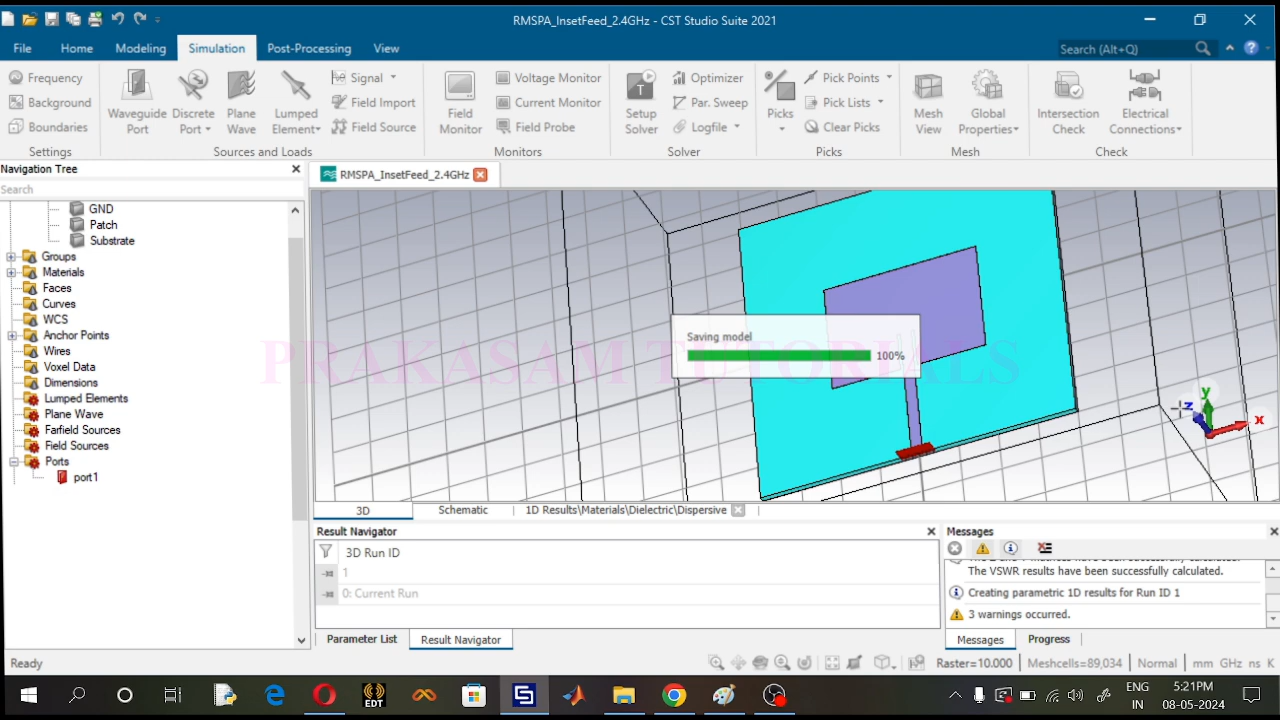 RMSPA_InsetFeed_2.4GHz - CST Studio Suite 2021
File Home Modeling Simulation Post-Processing View Search (Alt+Q)
Frequency
Background
Boundaries
Settings
Waveguide Port
Discrete Port
Plane Wave
Lumped Element
Signal
Field Import
Field Source
Sources and Loads
Field Monitor
Voltage Monitor
Current Monitor
Field Probe
Monitors
Setup Solver
Optimizer
Par. Sweep
Logfile
Solver
Picks
Pick Points
Pick Lists
Clear Picks
Picks
Mesh View
Global Properties
Mesh
Intersection Check
Electrical Connections
Check
Navigation Tree
Search
GND
Patch
Substrate
Groups
Materials
Faces
Curves
WCS
Anchor Points
Wires
Voxel Data
Dimensions
Lumped Elements
Plane Wave
Farfield Sources
Field Sources
Ports
port1
RMSPA_InsetFeed_2.4GHz
Saving model
100%
PRAKASAM TUTORIALS
y
z
x
3D Schematic 1D Results\Materials\Dielectric\Dispersive
Result Navigator
3D Run ID
1
0: Current Run
Parameter List Result Navigator
Messages
The VSWR results have been successfully calculated.
Creating parametric 1D results for Run ID 1
3 warnings occurred.
Messages Progress
Ready
Raster=10.000 Meshcells=89,034 Normal mm GHz ns K
EDT
ENG
IN
5:21PM
08-05-2024